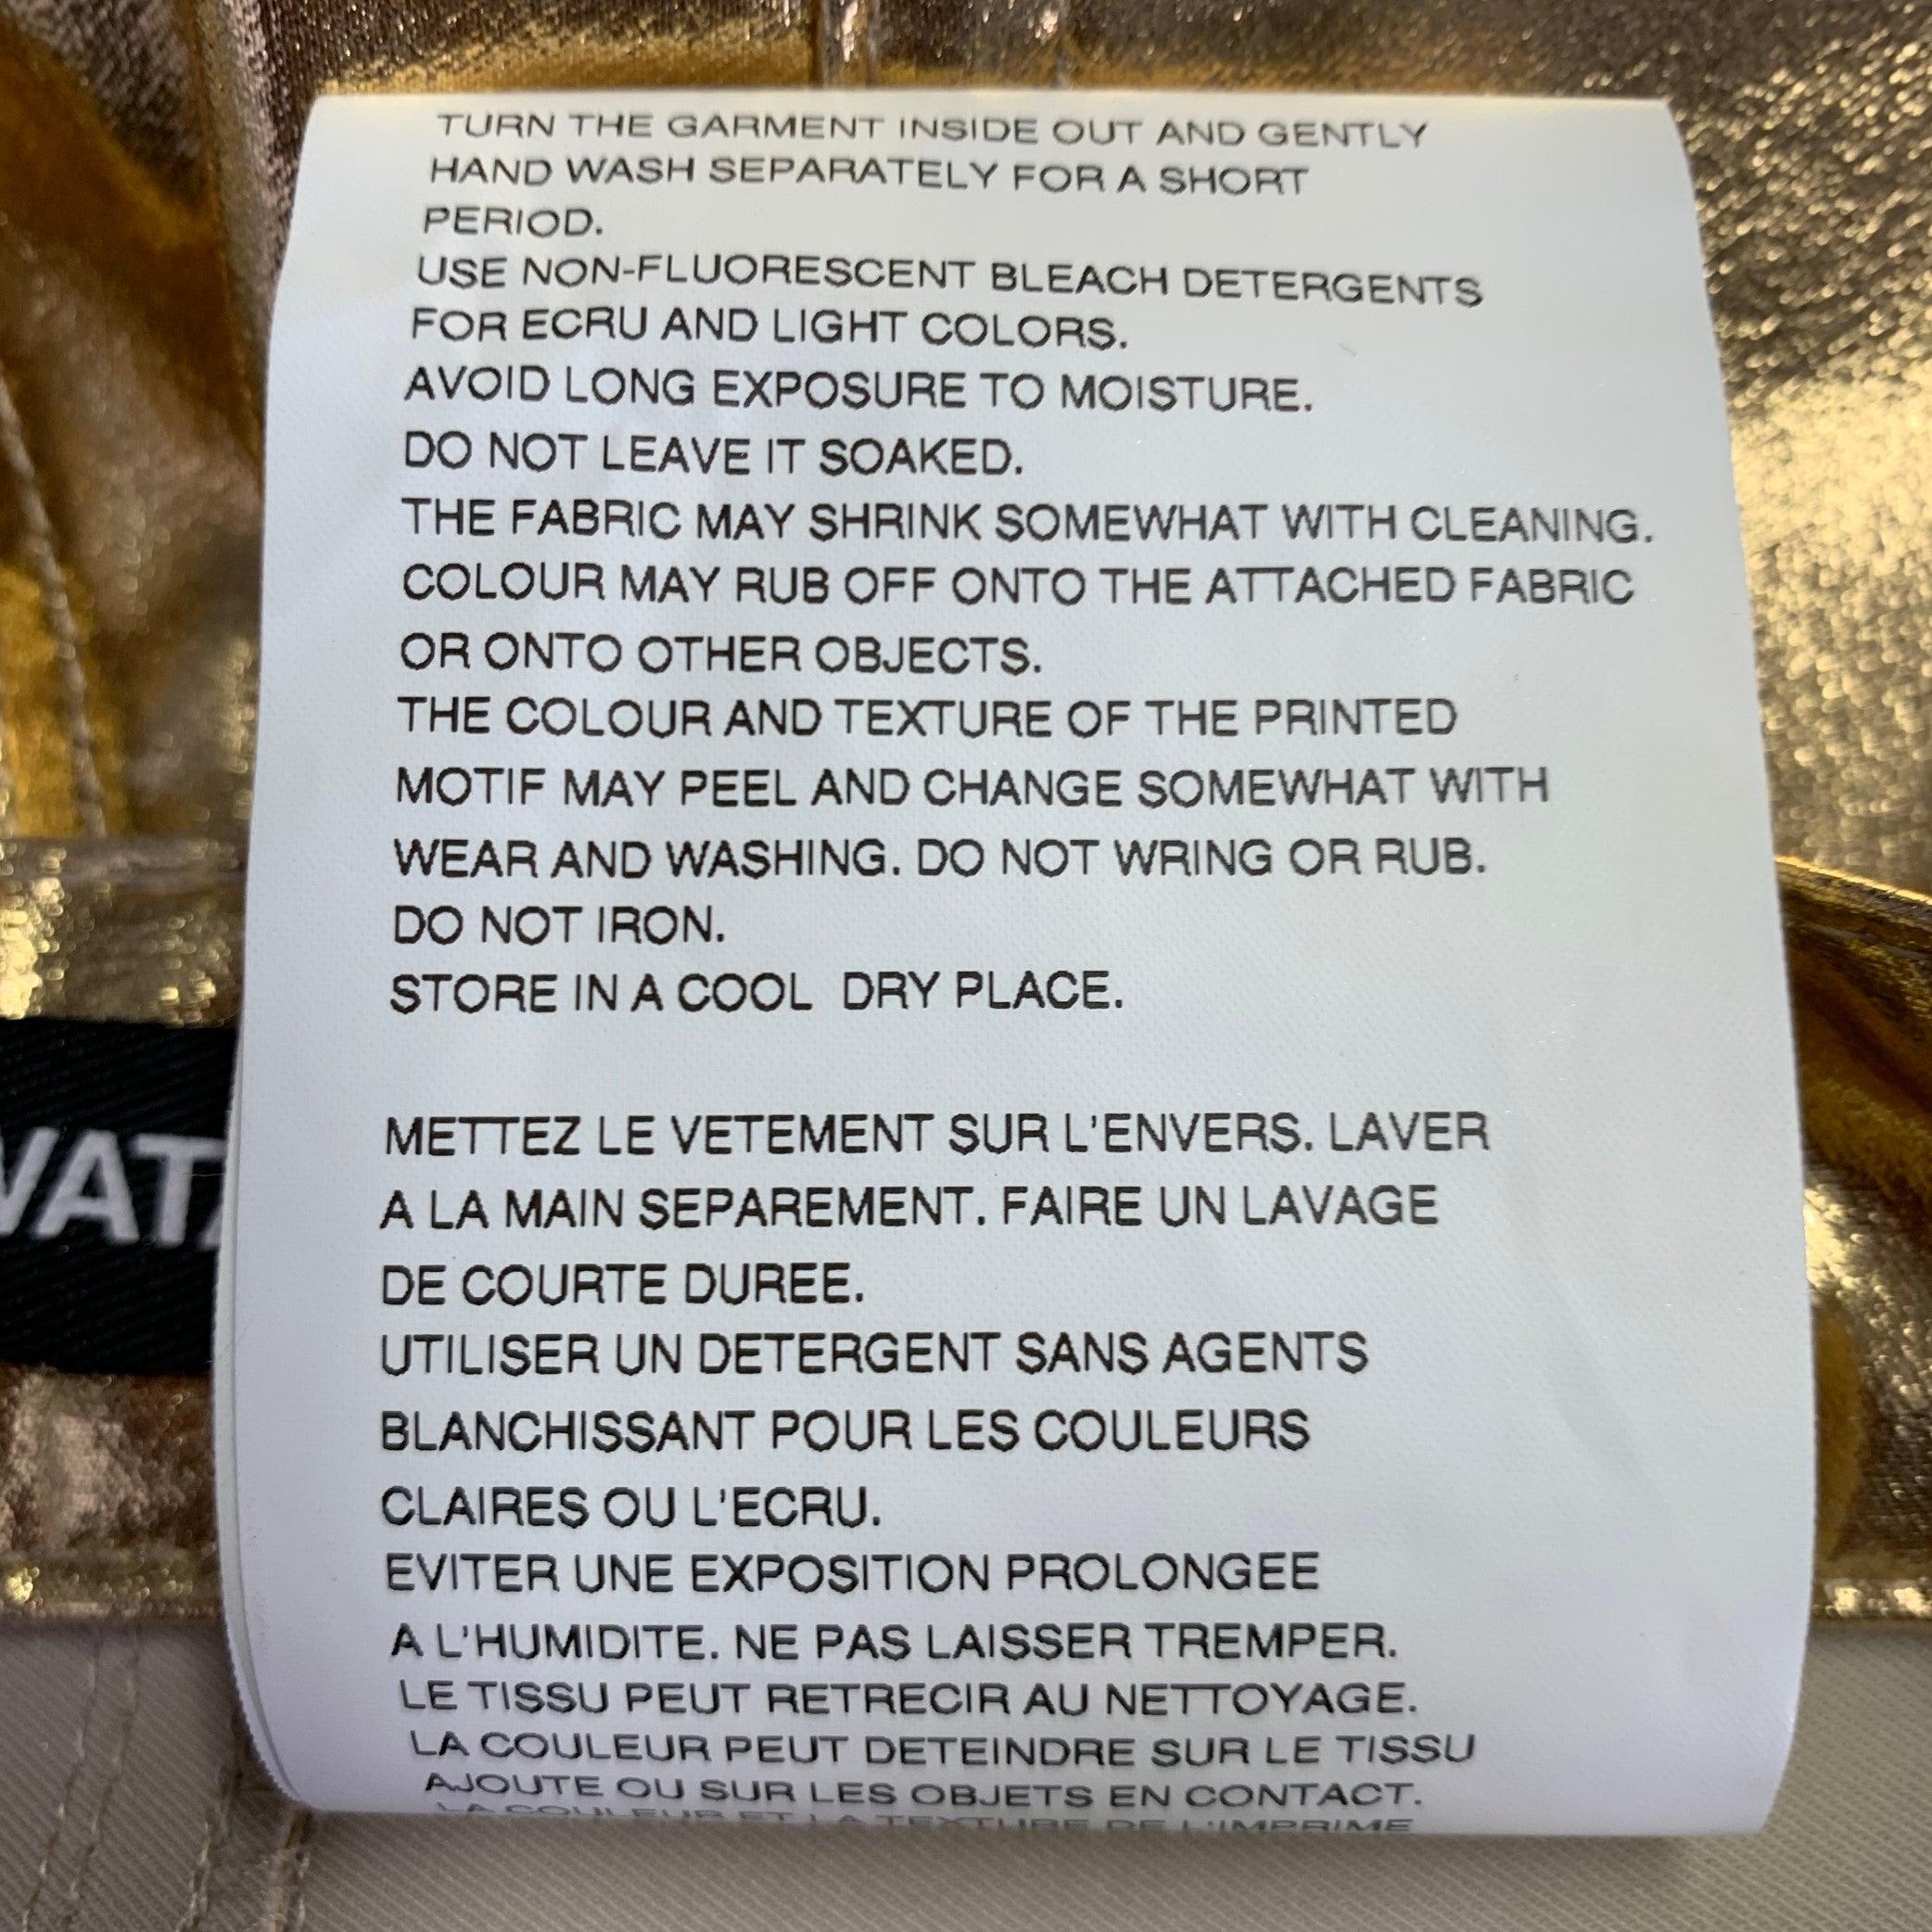 TURN THE GARMENT INSIDE OUT AND GENTLY
HAND WASH SEPARATELY FOR A SHORT
PERIOD.
USE NON-FLUORESCENT BLEACH DETERGENTS
FOR ECRU AND LIGHT COLORS.
AVOID LONG EXPOSURE TO MOISTURE.
DO NOT LEAVE IT SOAKED.
THE FABRIC MAY SHRINK SOMEWHAT WITH CLEANING.
COLOUR MAY RUB OFF ONTO THE ATTACHED FABRIC
OR ONTO OTHER OBJECTS.
THE COLOUR AND TEXTURE OF THE PRINTED
MOTIF MAY PEEL AND CHANGE SOMEWHAT WITH
WEAR AND WASHING. DO NOT WRING OR RUB.
DO NOT IRON.
STORE IN A COOL DRY PLACE.
METTEZ LE VETEMENT SUR L'ENVERS. LAVER
A LA MAIN SEPAREMENT. FAIRE UN LAVAGE
DE COURTE DUREE.
UTILISER UN DETERGENT SANS AGENTS
BLANCHISSANT POUR LES COULEURS
CLAIRES OU L'ECRU.
EVITER UNE EXPOSITION PROLONGEE
A L'HUMIDITE. NE PAS LAISSER TREMPER.
LE TISSU PEUT RETRECIR AU NETTOYAGE.
LA COULEUR PEUT DETEINDRE SUR LE TISSU
AJOUTE OU SUR LES OBJETS EN CONTACT.
LA COULEUR ET LA TEXTURE DE L'IMPRIME